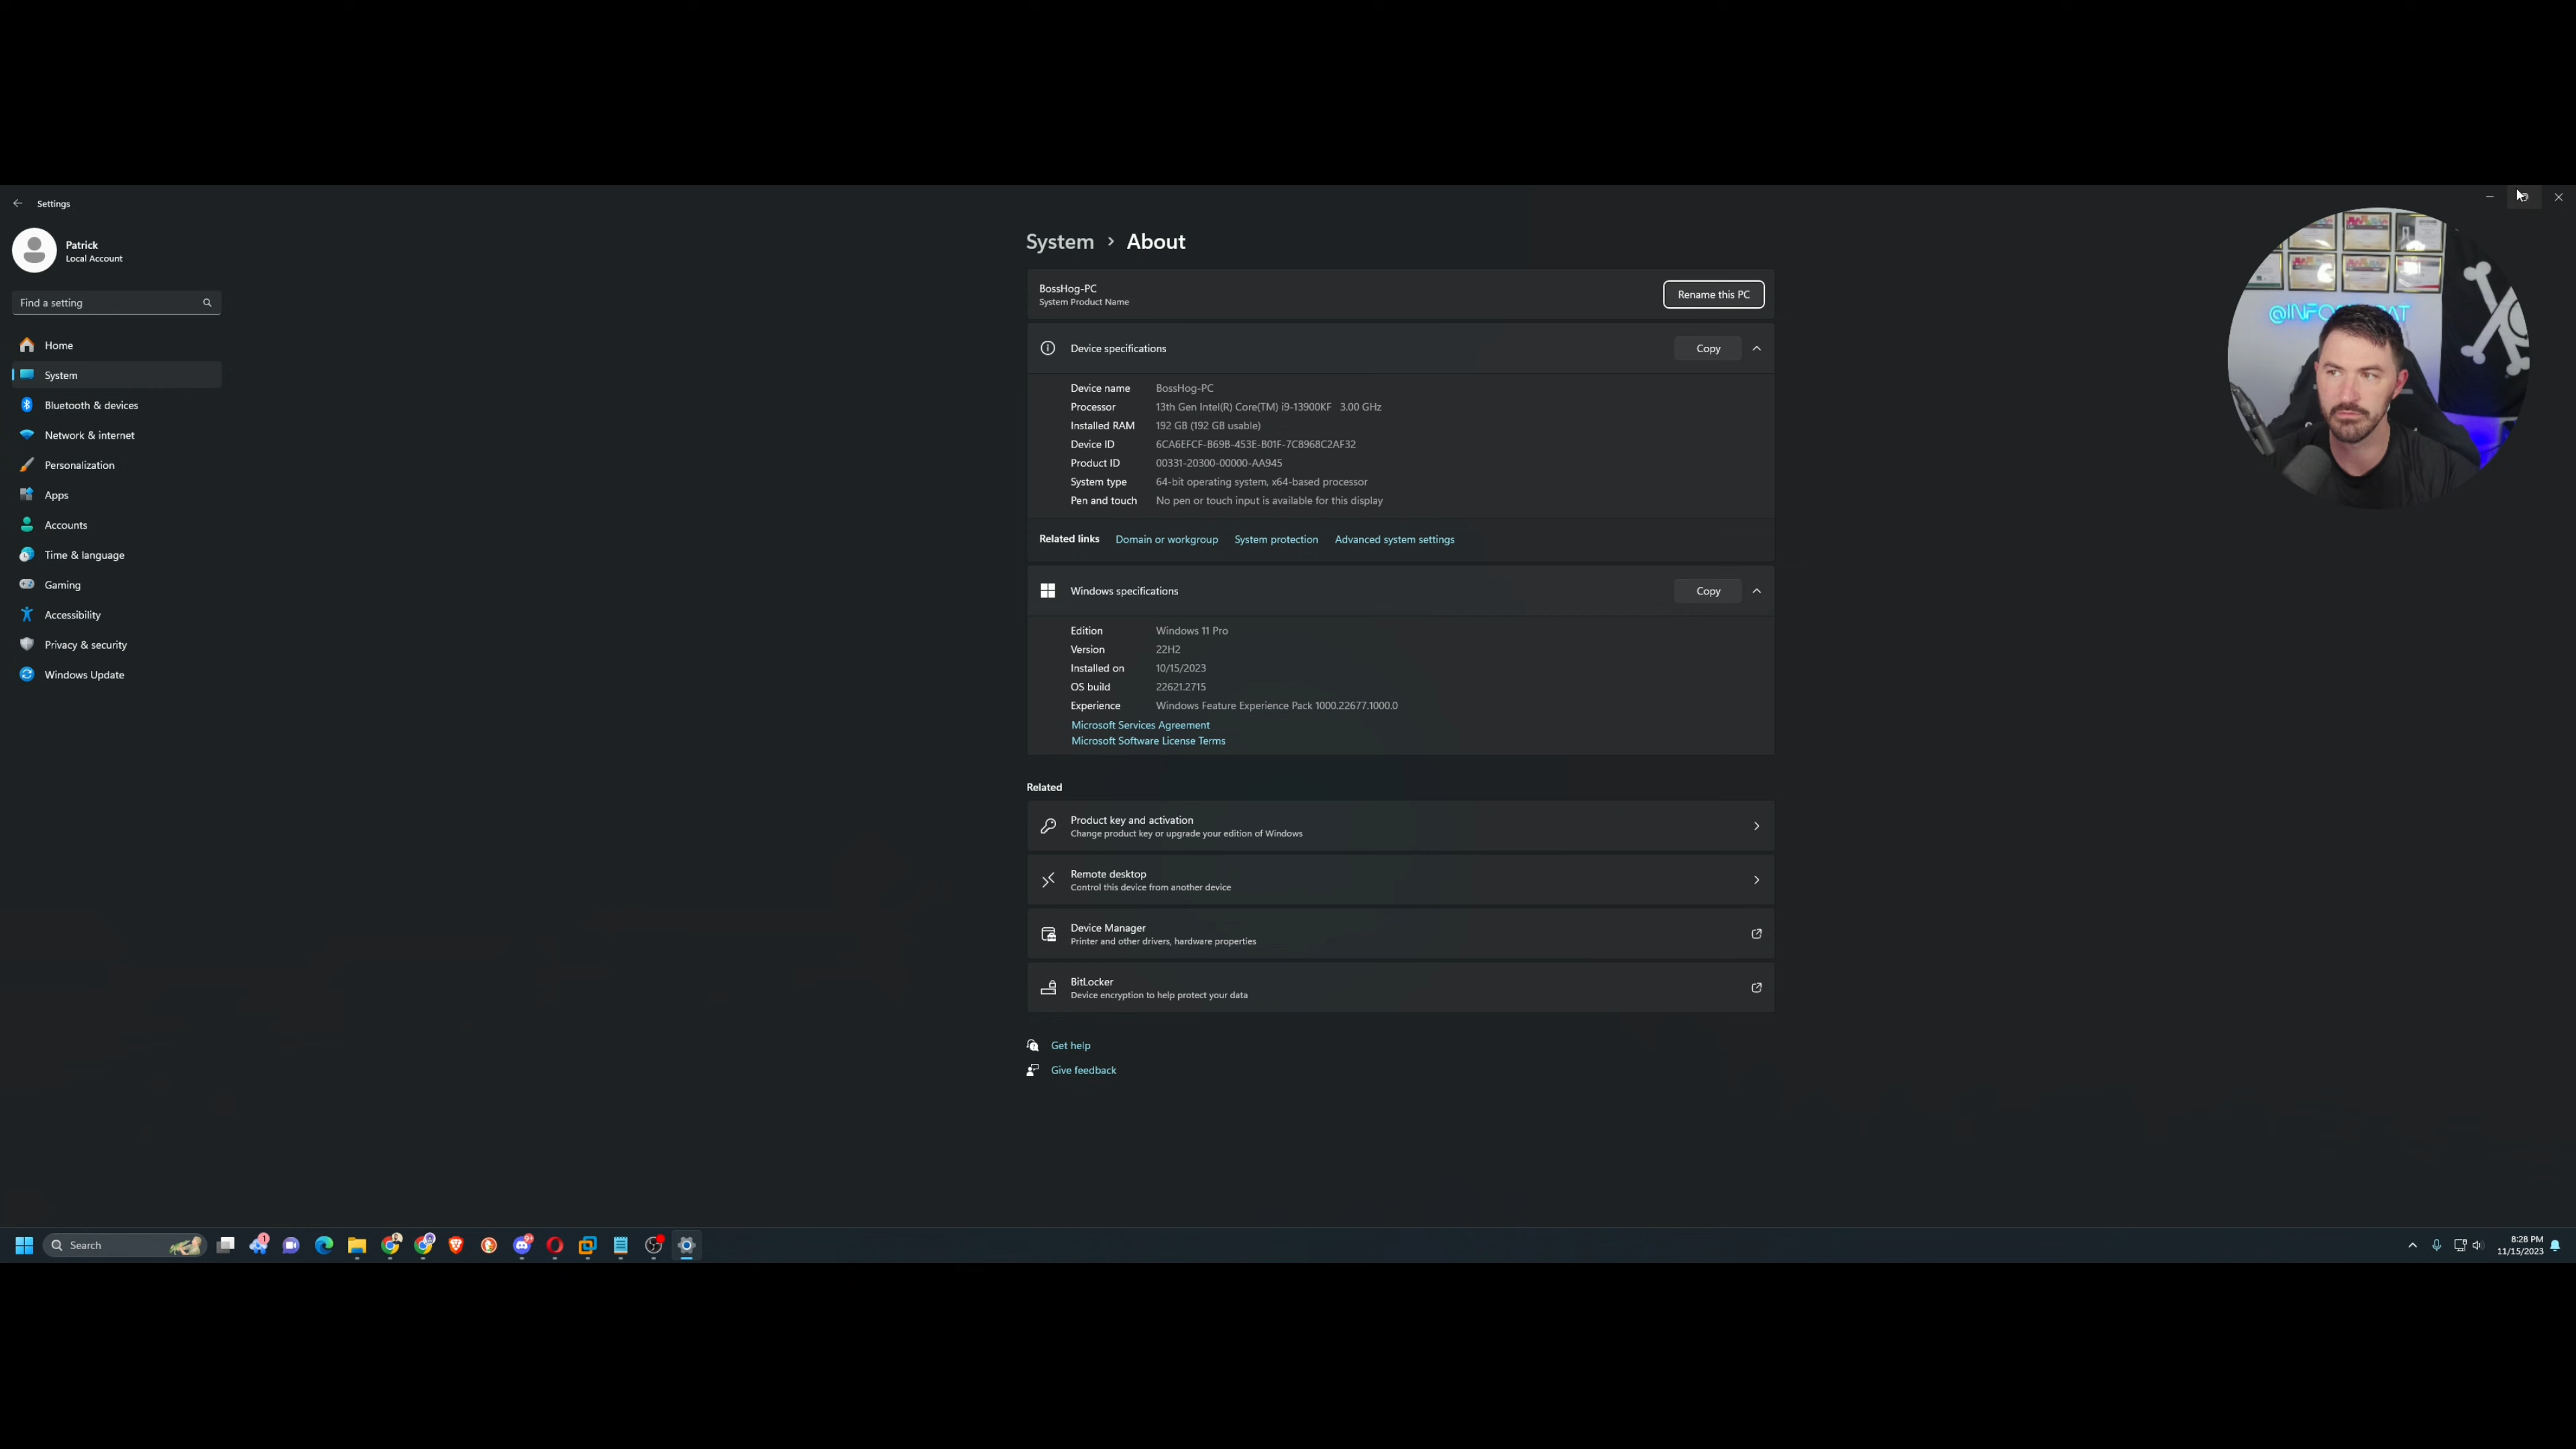 Settings
Patrick
Local Account
Find a setting
Home
System
Bluetooth & devices
Network & internet
Personalization
Apps
Accounts
Time & language
Gaming
Accessibility
Privacy & security
Windows Update
System > About
BossHog-PC
System Product Name
Rename this PC
Device specifications
Copy
Device name BossHog-PC
Processor 13th Gen Intel(R) Core(TM) i9-13900KF 3.00 GHz
Installed RAM 192 GB (192 GB usable)
Device ID 6CA6EFCF-B69B-453E-B01F-7C8968C2AF32
Product ID 00331-20300-00000-AA945
System type 64-bit operating system, x64-based processor
Pen and touch No pen or touch input is available for this display
Related links Domain or workgroup System protection Advanced system settings
Windows specifications
Copy
Edition Windows 11 Pro
Version 22H2
Installed on 10/15/2023
OS build 22621.2715
Experience Windows Feature Experience Pack 1000.22677.1000.0
Microsoft Services Agreement
Microsoft Software License Terms
Related
Product key and activation
Change product key or upgrade your edition of Windows
Remote desktop
Control this device from another device
Device Manager
Printer and other drivers, hardware properties
BitLocker
Device encryption to help protect your data
Get help
Give feedback
Search
8:28 PM
11/15/2023